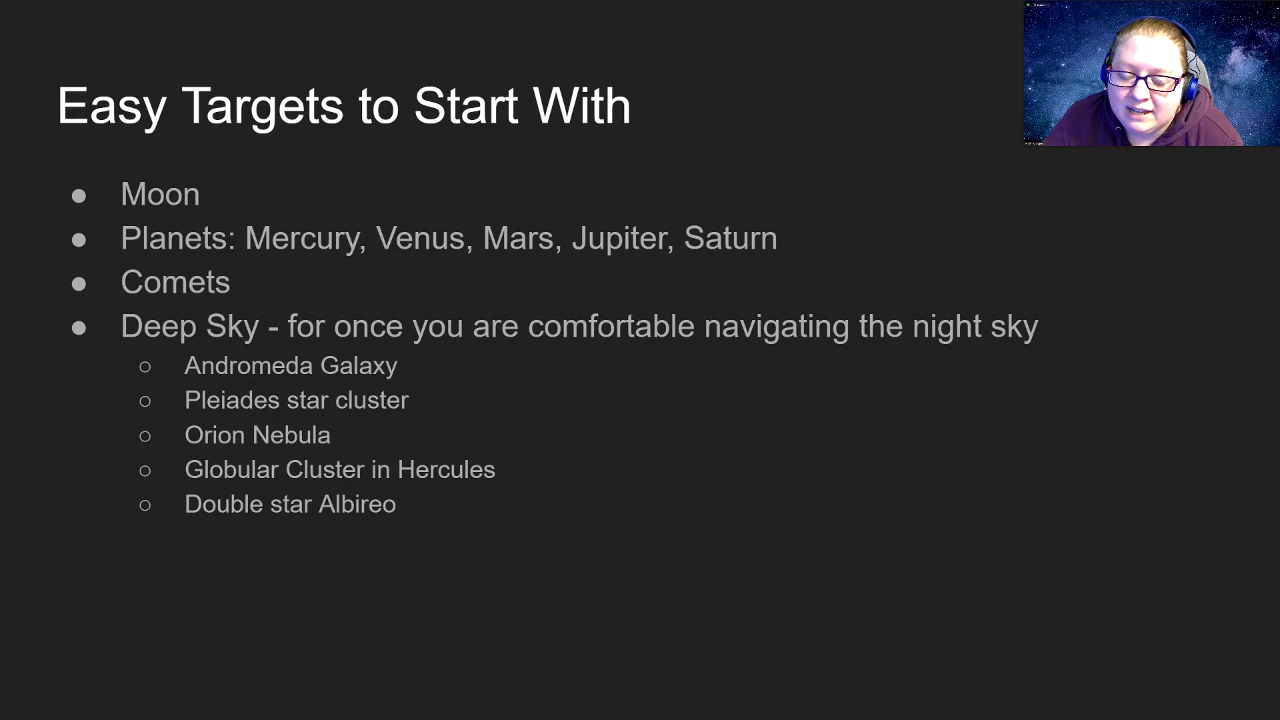 Easy Targets to Start With
● Moon
● Planets: Mercury, Venus, Mars, Jupiter, Saturn
● Comets
● Deep Sky - for once you are comfortable navigating the night sky
○ Andromeda Galaxy
○ Pleiades star cluster
○ Orion Nebula
○ Globular Cluster in Hercules
○ Double star Albireo